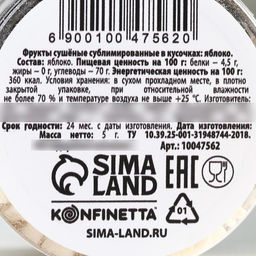 6900100 475620
Фрукты сушёные сублимированные в кусочках: яблоко.
Состав: яблоко. Пищевая ценность на 100 г: белки – 4,5 г,
жиры – 0 г, углеводы – 70 г. Энергетическая ценность на 100 г:
360 ккал. Условия хранения: в сухом прохладном месте, в плотно
закрытой упаковке, при относительной влажности
не более 70 % и температуре воздуха не выше +25 °C. Изготовитель:
Срок годности: 24 мес. с даты изготовления. Дата изготовления:
Масса нетто: 5 г. ТУ 10.39.25-001-31948744-2018.
Арт.: 10047562
SIMA
LAND
EAC
KONFINETTA
01
SIMA-LAND.RU